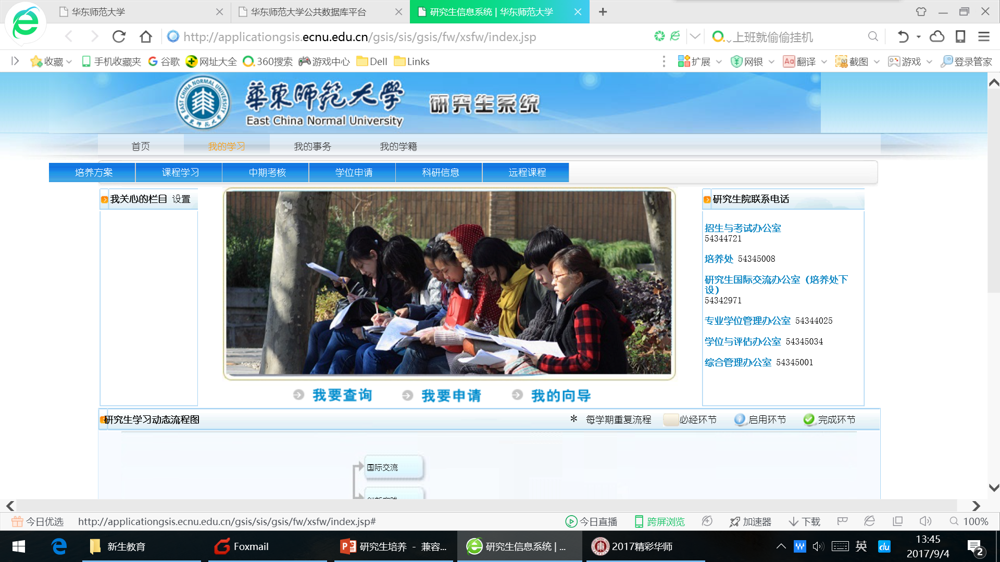 华东师范大学
华东师范大学公共数据库平台
研究生信息系统 | 华东师范大学
http://applicationgsis.ecnu.edu.cn/gsis/sis/gsis/fw/xsfw/index.jsp
上班就偷偷挂机
收藏
手机收藏夹
谷歌
网址大全
360搜索
游戏中心
Dell
Links
扩展
网银
翻译
截图
游戏
登录管家
EAST CHINA NORMAL UNIVERSITY
華東師範大學
East China Normal University
研究生系统
首页
我的学习
我的事务
我的学籍
培养方案
课程学习
中期考核
学位申请
科研信息
远程课程
我关心的栏目 设置
研究生院联系电话
招生与考试办公室
54344721
培养处 54345008
研究生国际交流办公室（培养处下
设）
54342971
专业学位管理办公室 54344025
学位与评估办公室 54345034
综合管理办公室 54345001
我要查询
我要申请
我的向导
研究生学习动态流程图
* 每学期重复流程
必经环节
启用环节
完成环节
国际交流
今日优选
http://applicationgsis.ecnu.edu.cn/gsis/sis/gsis/fw/xsfw/index.jsp#
今日直播
跨屏浏览
加速器
下载
100%
新生教育
Foxmail
研究生培养 - 兼容...
研究生信息系统 | ...
2017精彩华师
英
du
13:45
2017/9/4
2